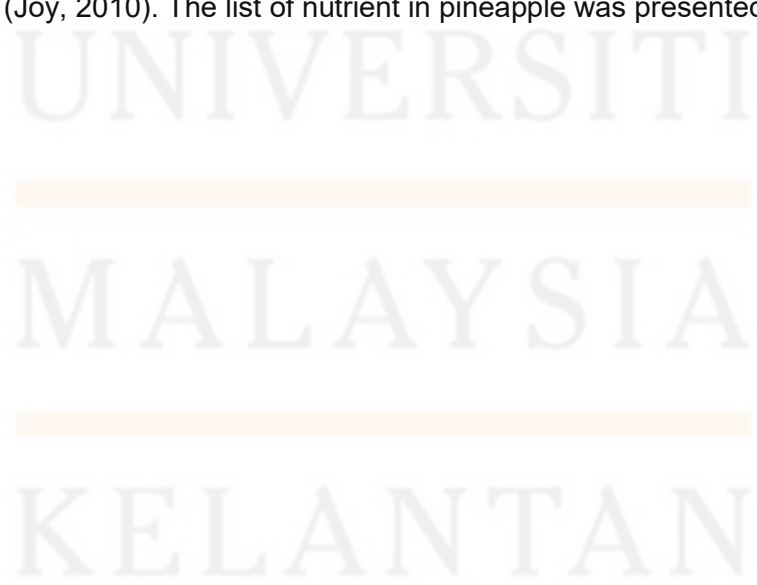 (Joy, 2010). The list of nutrient in pineapple was presented
UNIVERSITI
MALAYSIA
KELANTAN